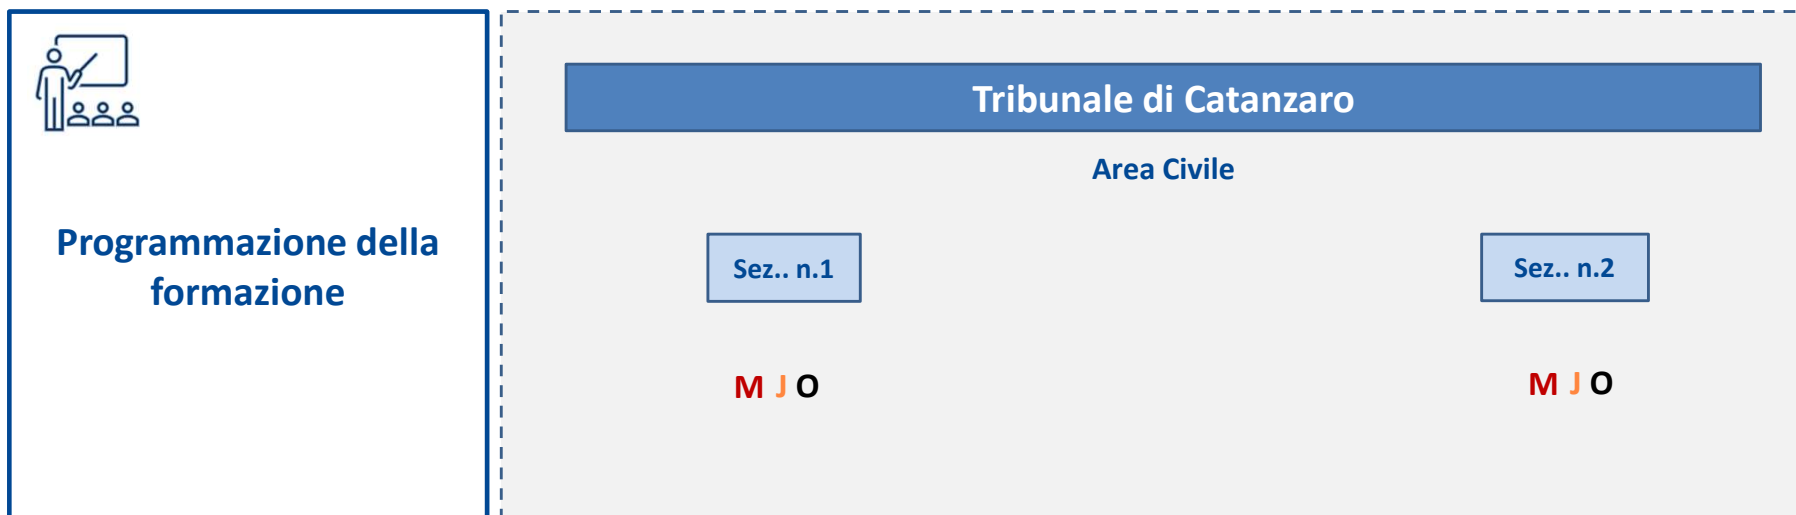 Programmazione della
formazione
Tribunale di Catanzaro
Area Civile
Sez.. n.1
Sez.. n.2
M J O
M J O